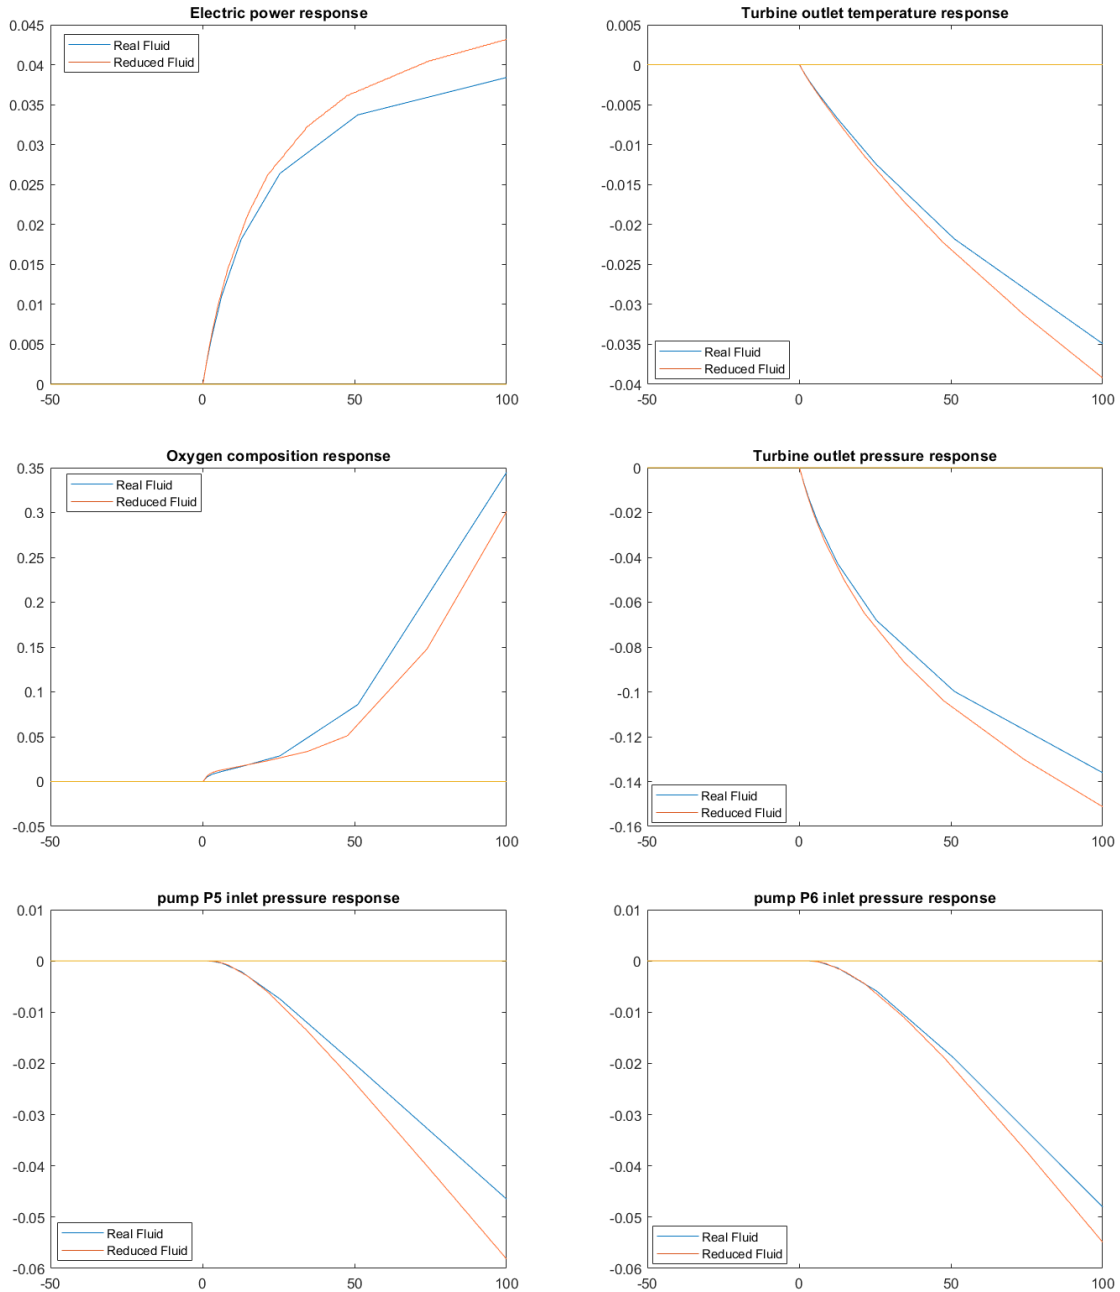 Electric power response
0.045
0.04
0.035
0.03
0.025
0.02
0.015
0.01
0.005
0
-50 0 50 100
Real Fluid
Reduced Fluid
Turbine outlet temperature response
0.005
0
-0.005
-0.01
-0.015
-0.02
-0.025
-0.03
-0.035
-0.04
-50 0 50 100
Real Fluid
Reduced Fluid
Oxygen composition response
0.35
0.3
0.25
0.2
0.15
0.1
0.05
0
-0.05
-50 0 50 100
Real Fluid
Reduced Fluid
Turbine outlet pressure response
0
-0.02
-0.04
-0.06
-0.08
-0.1
-0.12
-0.14
-0.16
-50 0 50 100
Real Fluid
Reduced Fluid
pump P5 inlet pressure response
0.01
0
-0.01
-0.02
-0.03
-0.04
-0.05
-0.06
-50 0 50 100
Real Fluid
Reduced Fluid
pump P6 inlet pressure response
0.01
0
-0.01
-0.02
-0.03
-0.04
-0.05
-0.06
-50 0 50 100
Real Fluid
Reduced Fluid